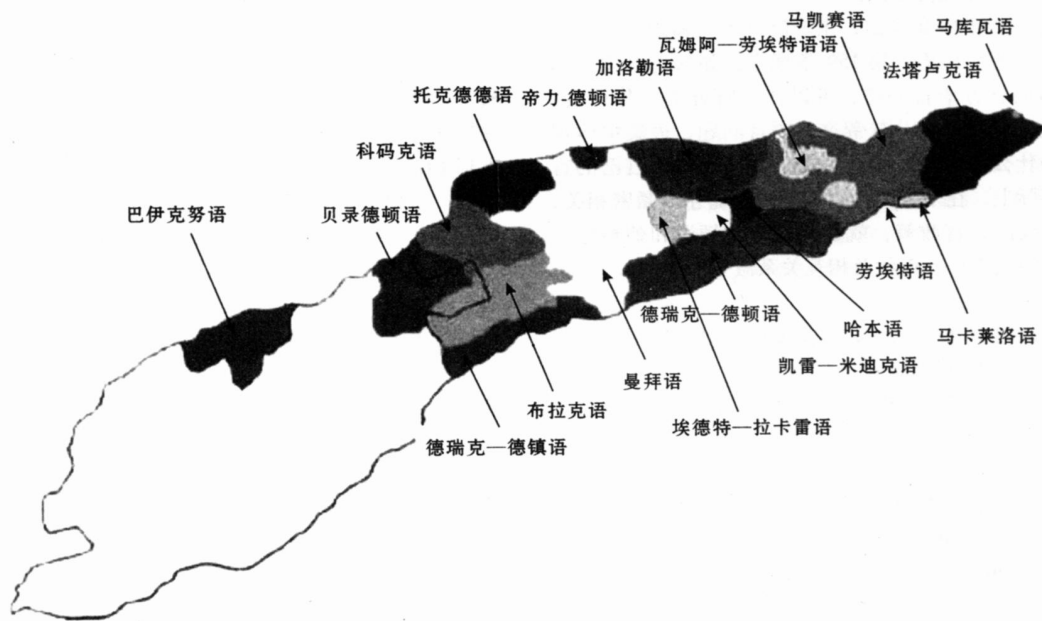 马凯赛语
马库瓦语
瓦姆阿—劳埃特语语
法塔卢克语
加洛勒语
托克德德语
帝力-德顿语
科码克语
巴伊克努语
贝录德顿语
劳埃特语
德瑞克—德顿语
哈本语
马卡莱洛语
凯雷—米迪克语
曼拜语
布拉克语
埃德特—拉卡雷语
德瑞克—德镇语